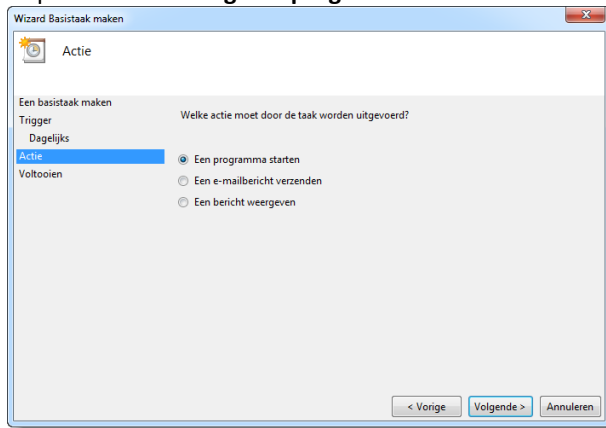 Wizard Basistaak maken
Actie
Een basistaak maken
Trigger
Dagelijks
Actie
Voltooien
Welke actie moet door de taak worden uitgevoerd?
Een programma starten
Een e-mailbericht verzenden
Een bericht weergeven
< Vorige
Volgende >
Annuleren